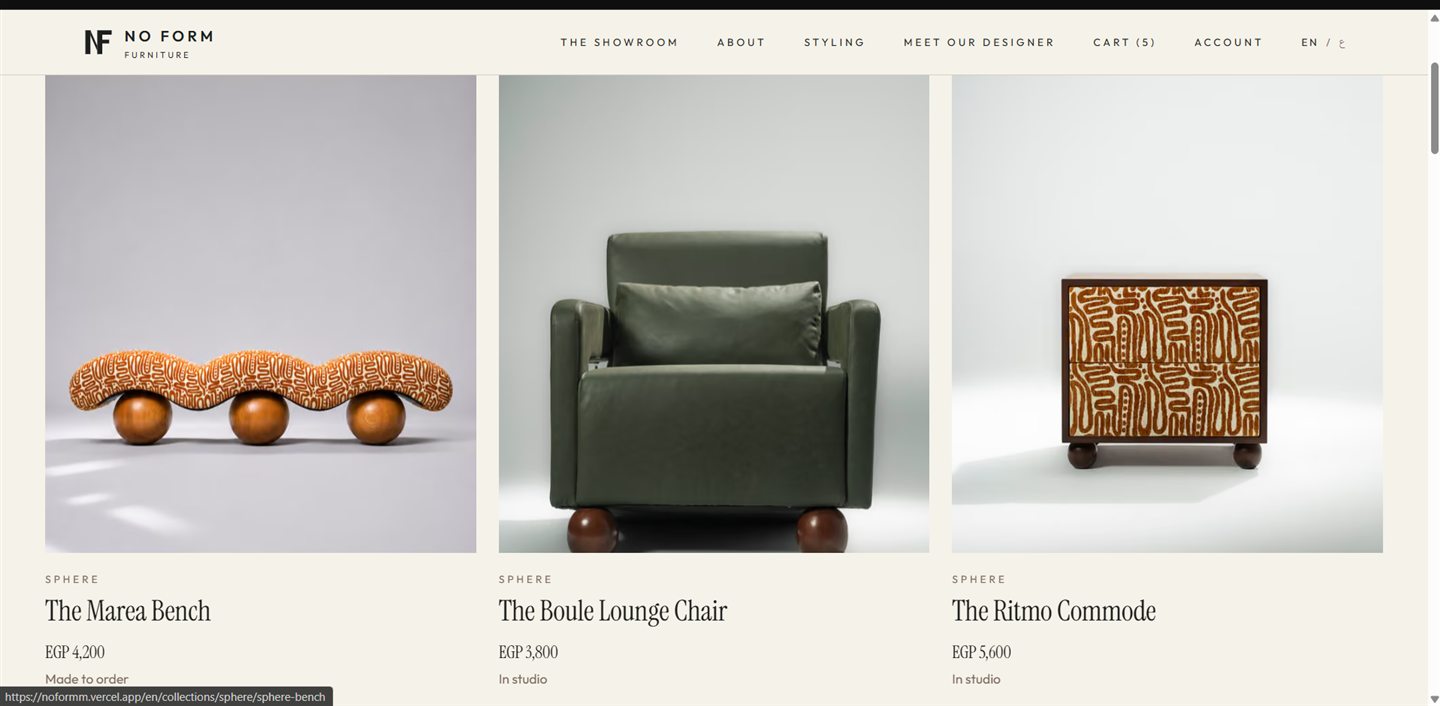 NF NO FORM
FURNITURE
THE SHOWROOM ABOUT STYLING MEET OUR DESIGNER CART (5) ACCOUNT EN / ع
SPHERE
The Marea Bench
EGP 4,200
Made to order
SPHERE
The Boule Lounge Chair
EGP 3,800
In studio
SPHERE
The Ritmo Commode
EGP 5,600
In studio
https://noformm.vercel.app/en/collections/sphere/sphere-bench